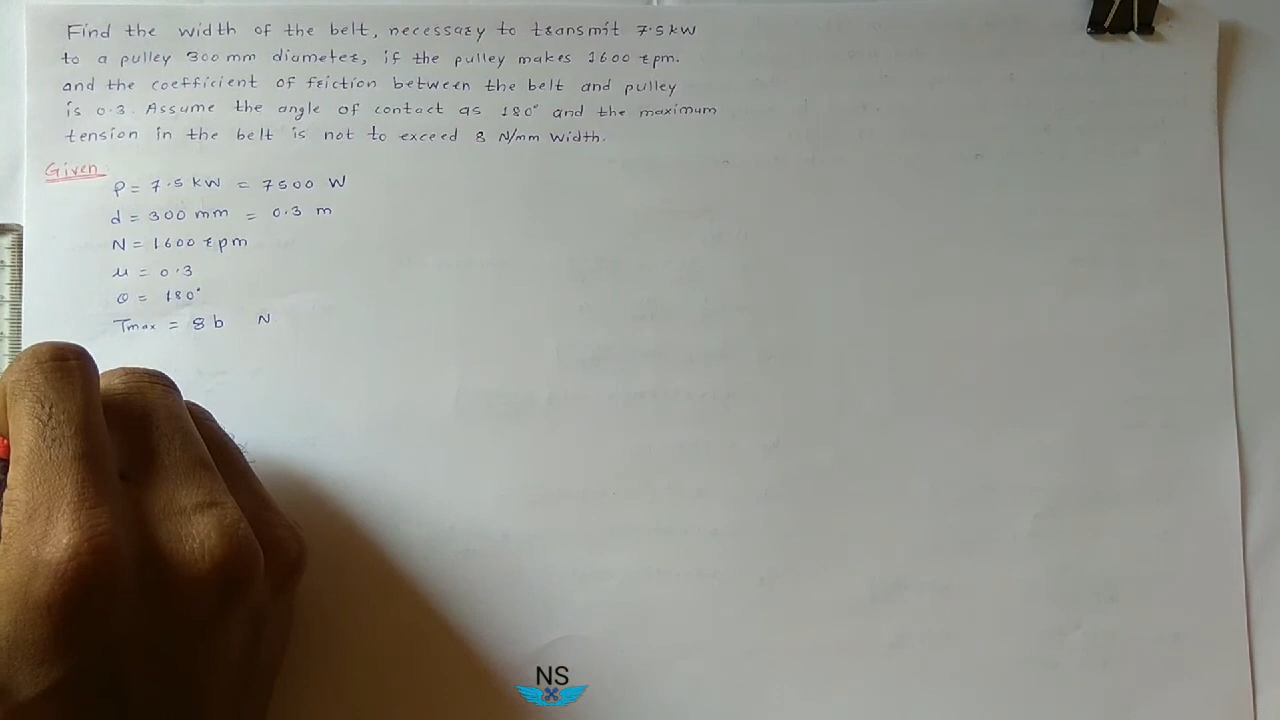 Find the width of the belt, necessary to transmit 7.5 kW
to a pulley 300 mm diameter, if the pulley makes 1600 rpm.
and the coefficient of friction between the belt and pulley
is 0.3. Assume the angle of contact as 180° and the maximum
tension in the belt is not to exceed 8 N/mm width.
Given
P = 7.5 kW = 7500 W
d = 300 mm = 0.3 m
N = 1600 rpm
μ = 0.3
θ = 180°
Tmax = 8 b N
NS